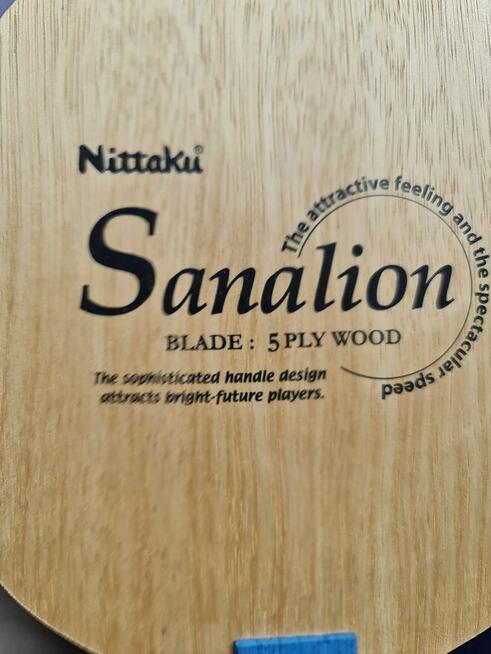 Nittaku®
Sanalion
The attractive feeling and the spectacular speed
BLADE : 5 PLY WOOD
The sophisticated handle design
attracts bright-future players.